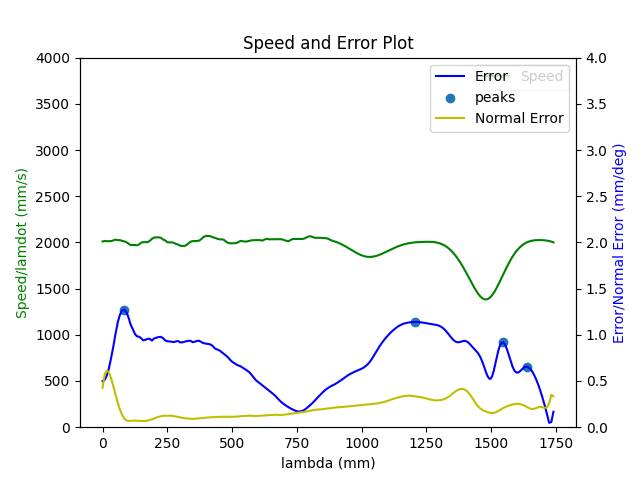 Speed and Error Plot
4000
3500
3000
2500
2000
1500
1000
500
0
Speed/lamdot (mm/s)
Error
peaks
Normal Error
Speed
4.0
3.5
3.0
2.5
2.0
1.5
1.0
0.5
0.0
Error/Normal Error (mm/deg)
0 250 500 750 1000 1250 1500 1750
lambda (mm)